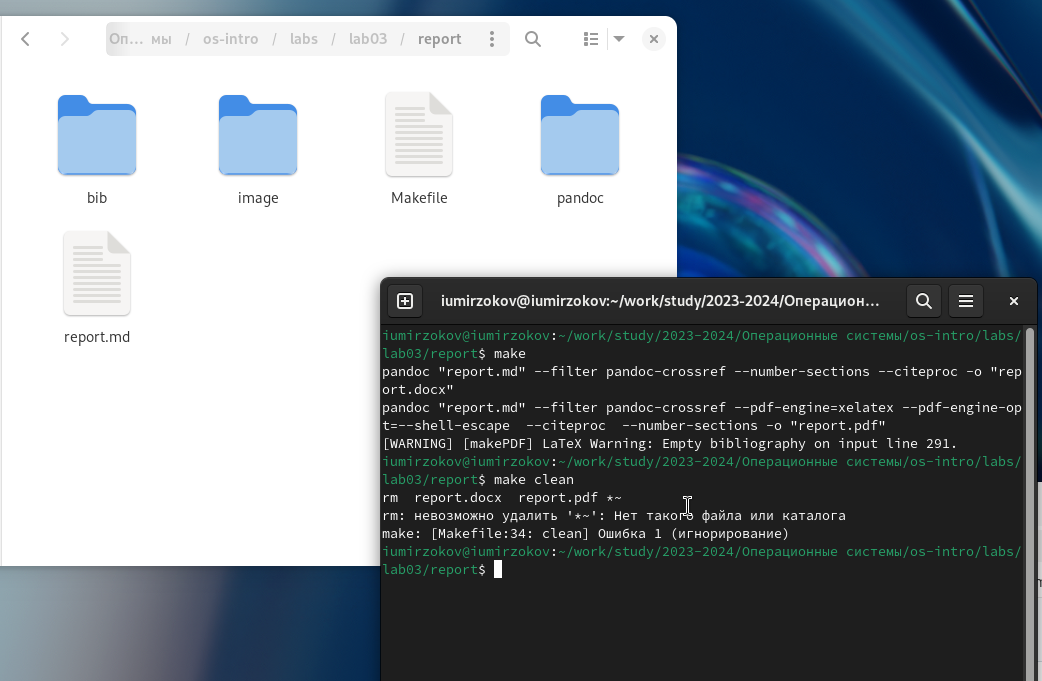 Оп... мы / os-intro / labs / lab03 / report
bib
image
Makefile
pandoc
report.md
iumirzokov@iumirzokov:~/work/study/2023-2024/Операцион...
iumirzokov@iumirzokov:~/work/study/2023-2024/Операционные системы/os-intro/labs/
lab03/report$ make
pandoc "report.md" --filter pandoc-crossref --number-sections --citeproc -o "rep
ort.docx"
pandoc "report.md" --filter pandoc-crossref --pdf-engine=xelatex --pdf-engine-op
t=--shell-escape  --citeproc  --number-sections -o "report.pdf"
[WARNING] [makePDF] LaTeX Warning: Empty bibliography on input line 291.
iumirzokov@iumirzokov:~/work/study/2023-2024/Операционные системы/os-intro/labs/
lab03/report$ make clean
rm  report.docx  report.pdf *~
rm: невозможно удалить '*~': Нет такого файла или каталога
make: [Makefile:34: clean] Ошибка 1 (игнорирование)
iumirzokov@iumirzokov:~/work/study/2023-2024/Операционные системы/os-intro/labs/
lab03/report$